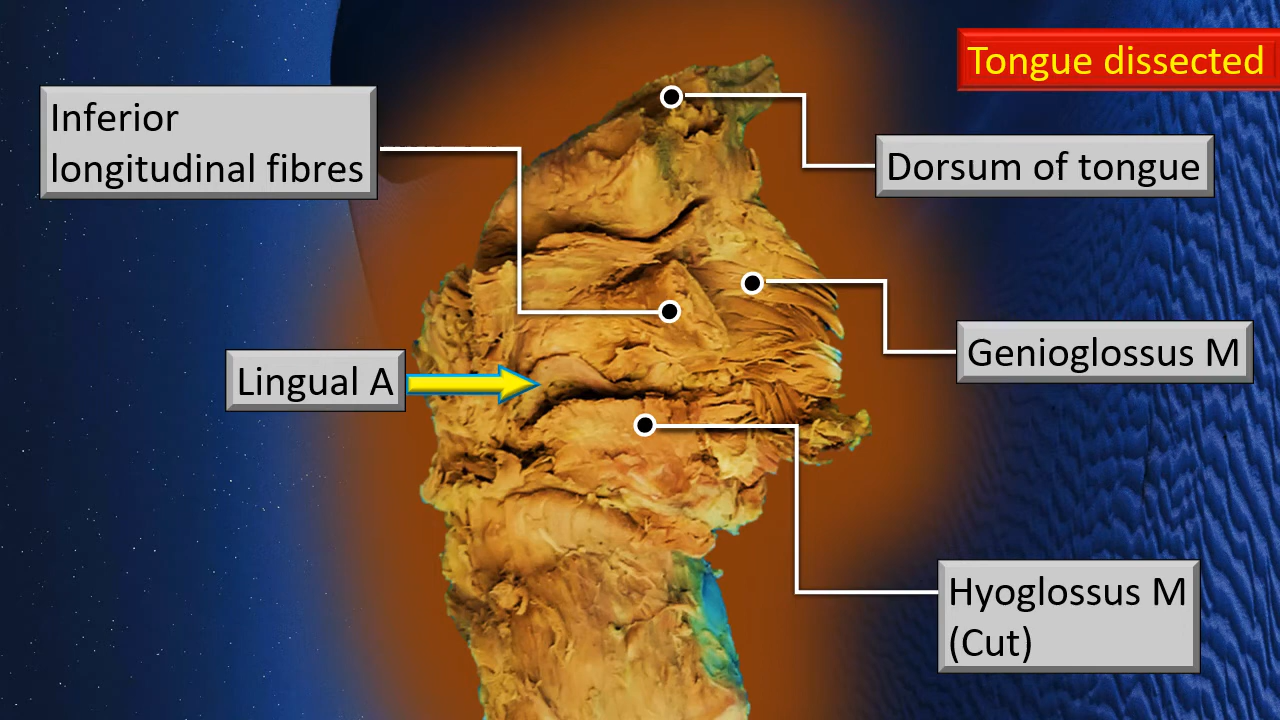 Tongue dissected
Inferior
longitudinal fibres
Dorsum of tongue
Genioglossus M
Lingual A
Hyoglossus M
(Cut)